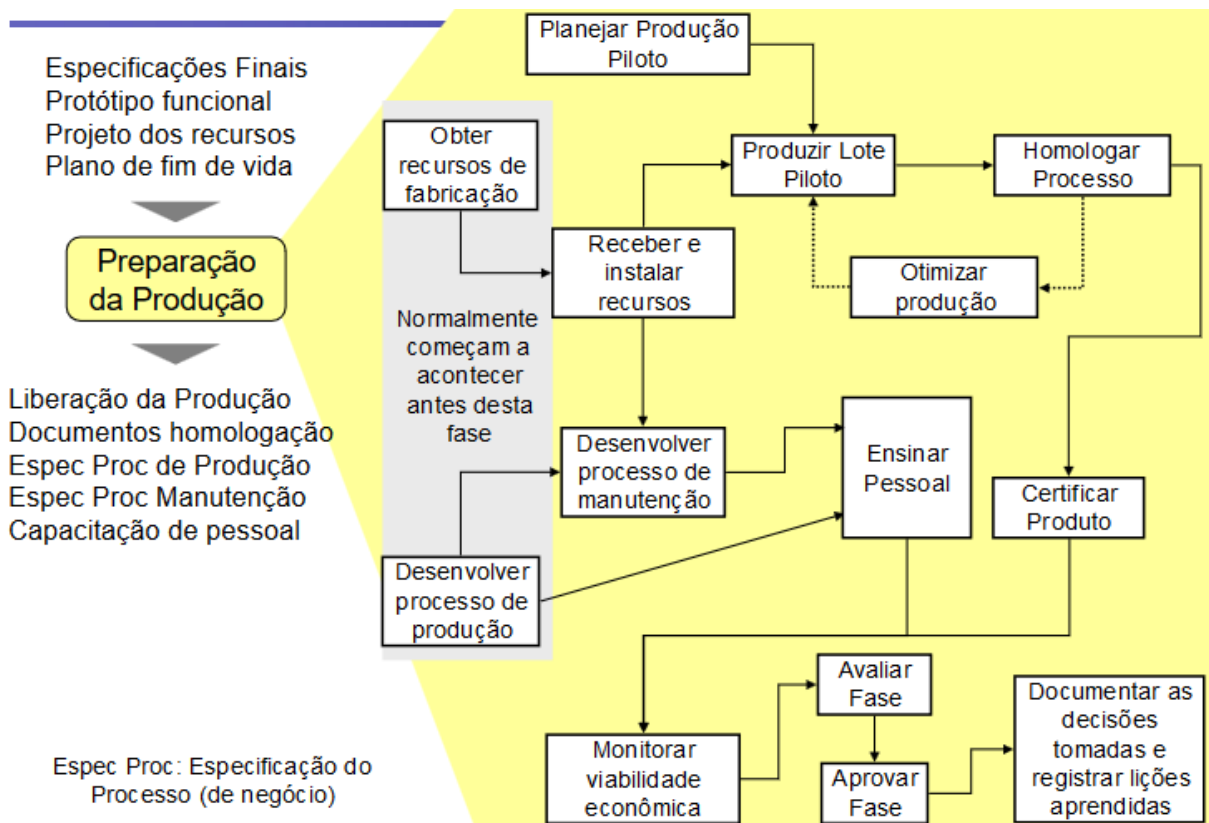 Especificações Finais
Protótipo funcional
Projeto dos recursos
Plano de fim de vida
Preparação
da Produção
Liberação da Produção
Documentos homologação
Espec Proc de Produção
Espec Proc Manutenção
Capacitação de pessoal
Espec Proc: Especificação do
Processo (de negócio)
Planejar Produção
Piloto
Obter
recursos de
fabricação
Produzir Lote
Piloto
Homologar
Processo
Receber e
instalar
recursos
Otimizar
produção
Normalmente
começam a
acontecer
antes desta
fase
Desenvolver
processo de
manutenção
Ensinar
Pessoal
Certificar
Produto
Desenvolver
processo de
produção
Monitorar
viabilidade
econômica
Avaliar
Fase
Aprovar
Fase
Documentar as
decisões
tomadas e
registrar lições
aprendidas